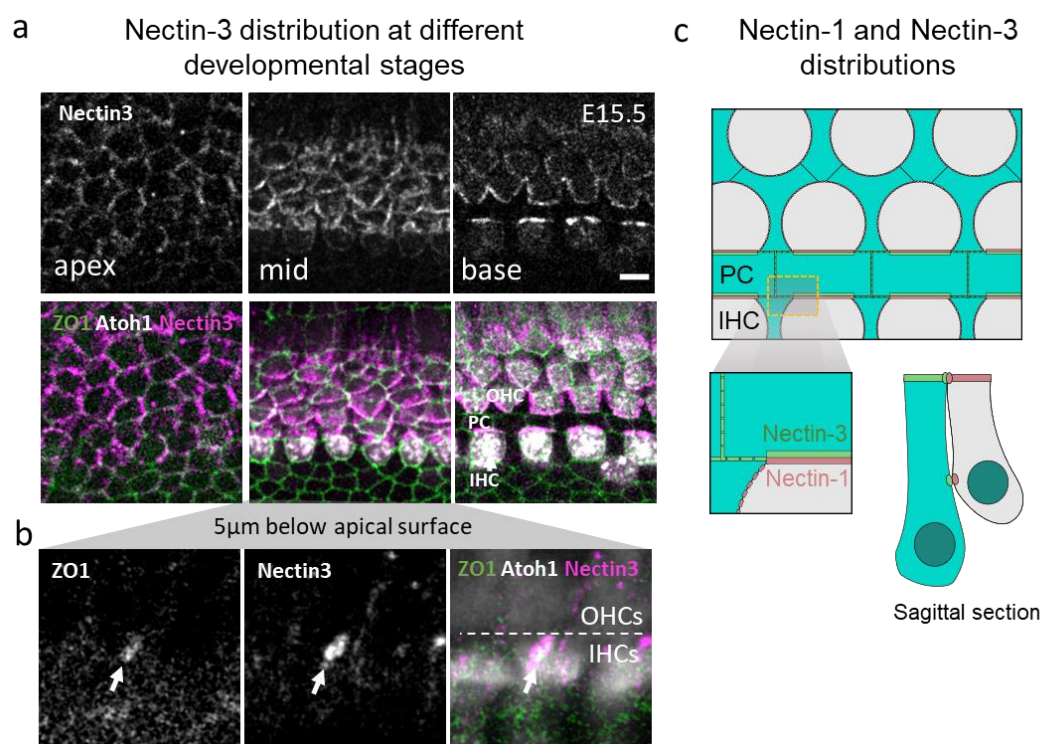 a
Nectin-3 distribution at different
developmental stages
Nectin3
E15.5
apex
mid
base
ZO1 Atoh1 Nectin3
OHC
PC
IHC
5µm below apical surface
b
ZO1
Nectin3
ZO1 Atoh1 Nectin3
OHCs
IHCs
c
Nectin-1 and Nectin-3
distributions
PC
IHC
Nectin-3
Nectin-1
Sagittal section